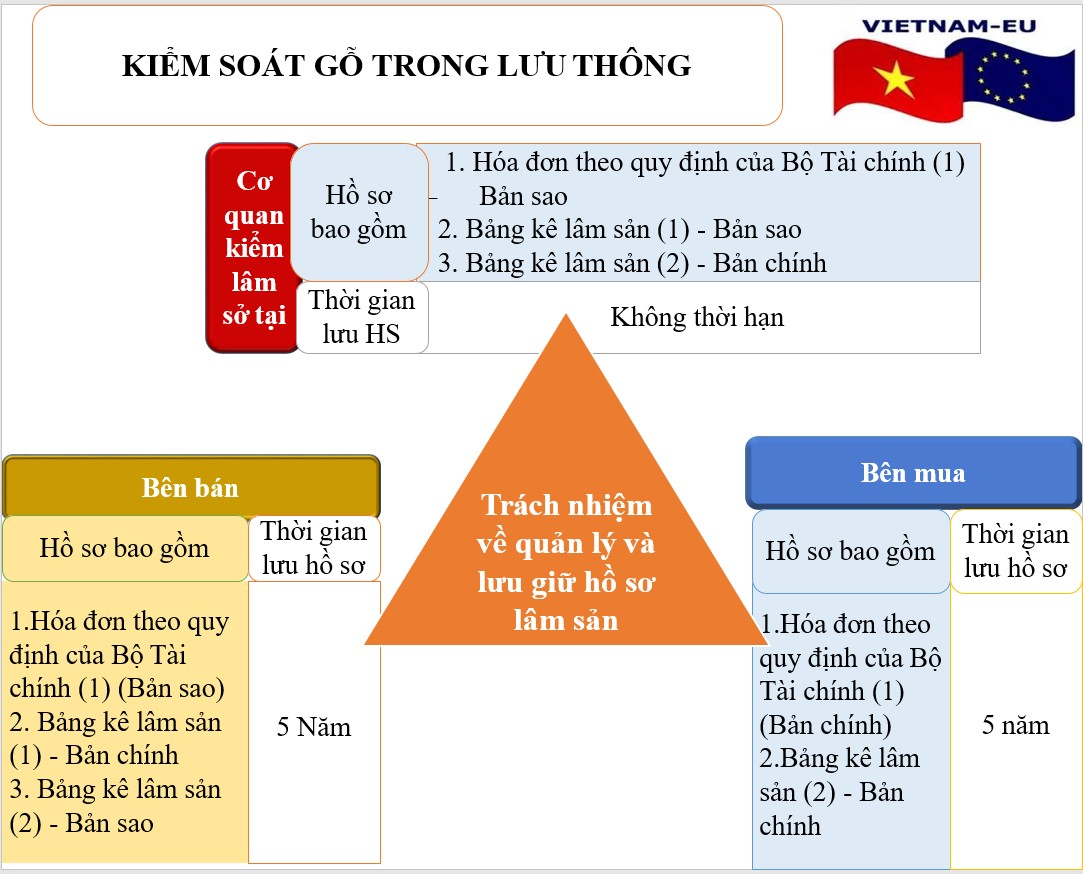 KIỂM SOÁT GỖ TRONG LƯU THÔNG
VIETNAM-EU
Cơ
quan
kiểm
lâm
sở tại
Hồ sơ
bao gồm
1. Hóa đơn theo quy định của Bộ Tài chính (1)
– Bản sao
2. Bảng kê lâm sản (1) - Bản sao
3. Bảng kê lâm sản (2) - Bản chính
Thời gian
lưu HS
Không thời hạn
Trách nhiệm
về quản lý và
lưu giữ hồ sơ
lâm sản
Bên bán
Hồ sơ bao gồm
Thời gian
lưu hồ sơ
1.Hóa đơn theo quy
định của Bộ Tài
chính (1) (Bản sao)
2. Bảng kê lâm sản
(1) - Bản chính
3. Bảng kê lâm sản
(2) - Bản sao
5 Năm
Bên mua
Hồ sơ bao gồm
Thời gian
lưu hồ sơ
1.Hóa đơn theo
quy định của Bộ
Tài chính (1)
(Bản chính)
2.Bảng kê lâm
sản (2) - Bản
chính
5 năm